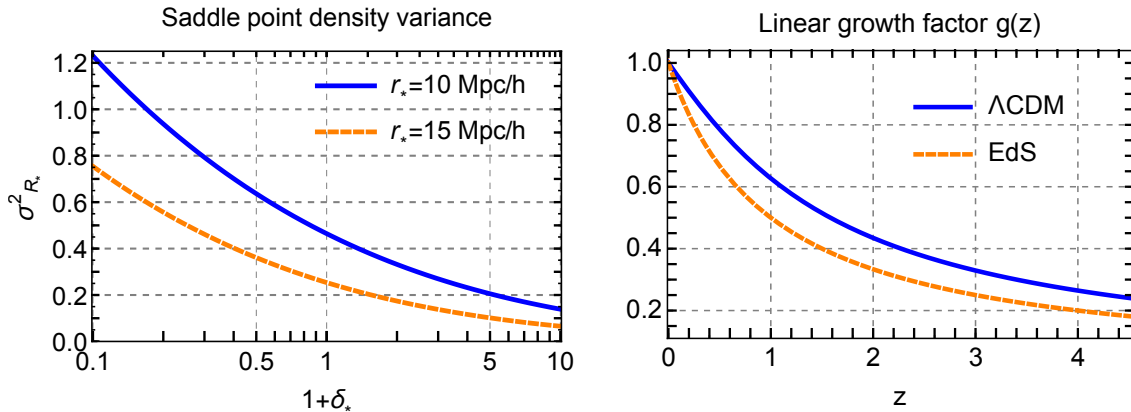 Saddle point density variance
σ²_R*
1.2
1.0
0.8
0.6
0.4
0.2
0.0
r*=10 Mpc/h
r*=15 Mpc/h
0.1
0.5
1
5
10
1+δ*
Linear growth factor g(z)
1.0
0.8
0.6
0.4
0.2
ΛCDM
EdS
0
1
2
3
4
z